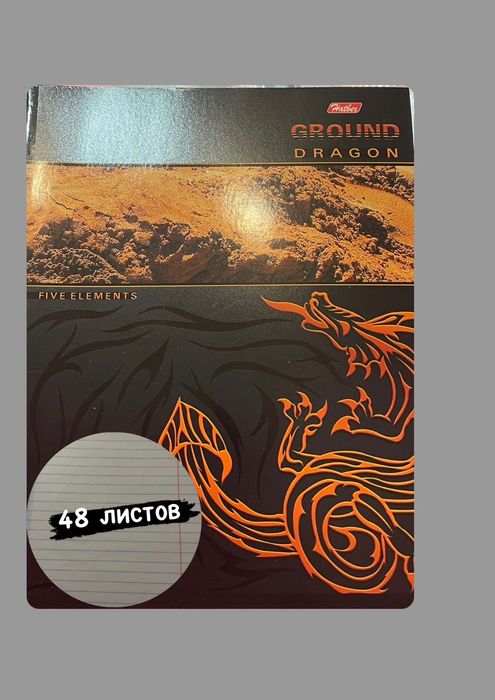 Hatber
GROUND
DRAGON
FIVE ELEMENTS
48 ЛИСТОВ